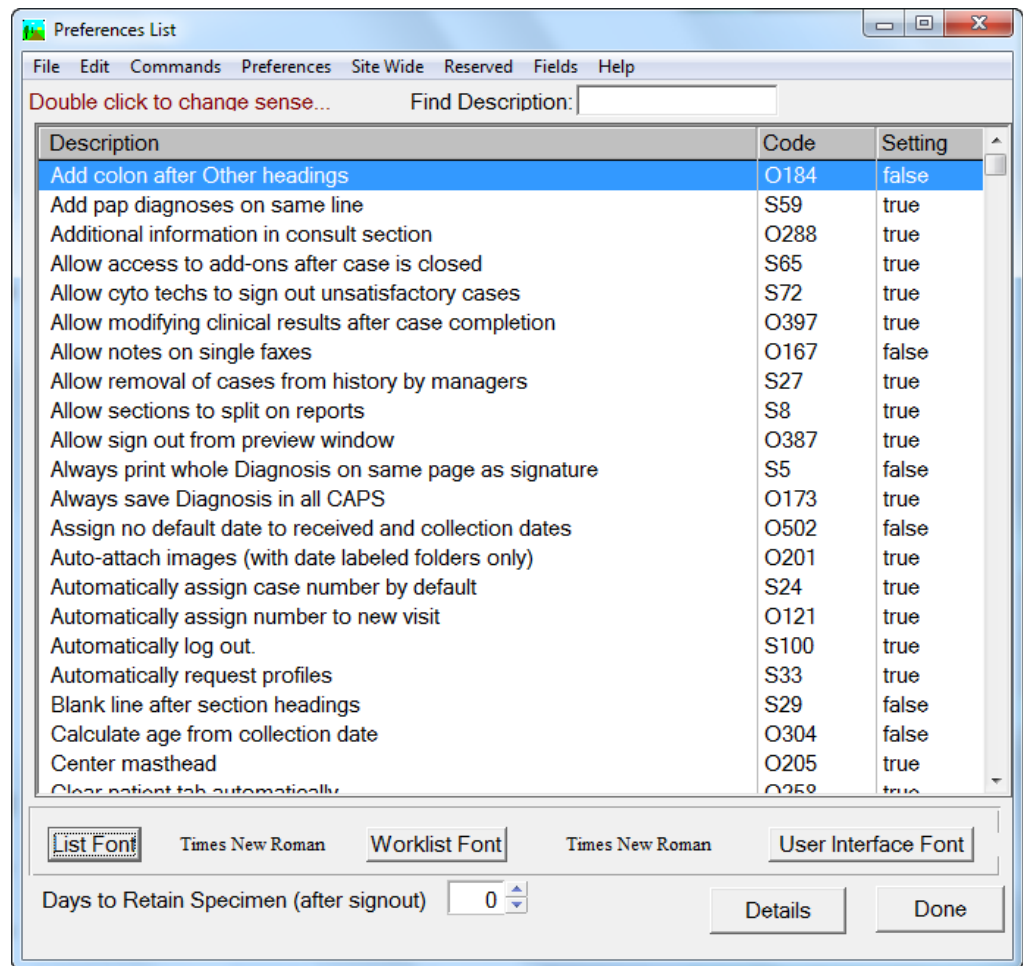 Preferences List
File Edit Commands Preferences Site Wide Reserved Fields Help
Double click to change sense... Find Description:
Description Code Setting
Add colon after Other headings O184 false
Add pap diagnoses on same line S59 true
Additional information in consult section O288 true
Allow access to add-ons after case is closed S65 true
Allow cyto techs to sign out unsatisfactory cases S72 true
Allow modifying clinical results after case completion O397 true
Allow notes on single faxes O167 false
Allow removal of cases from history by managers S27 true
Allow sections to split on reports S8 true
Allow sign out from preview window O387 true
Always print whole Diagnosis on same page as signature S5 false
Always save Diagnosis in all CAPS O173 true
Assign no default date to received and collection dates O502 false
Auto-attach images (with date labeled folders only) O201 true
Automatically assign case number by default S24 true
Automatically assign number to new visit O121 true
Automatically log out. S100 true
Automatically request profiles S33 true
Blank line after section headings S29 false
Calculate age from collection date O304 false
Center masthead O205 true
Clear patient tab automatically O258 true
List Font Times New Roman Worklist Font Times New Roman User Interface Font
Days to Retain Specimen (after signout) 0 Details Done